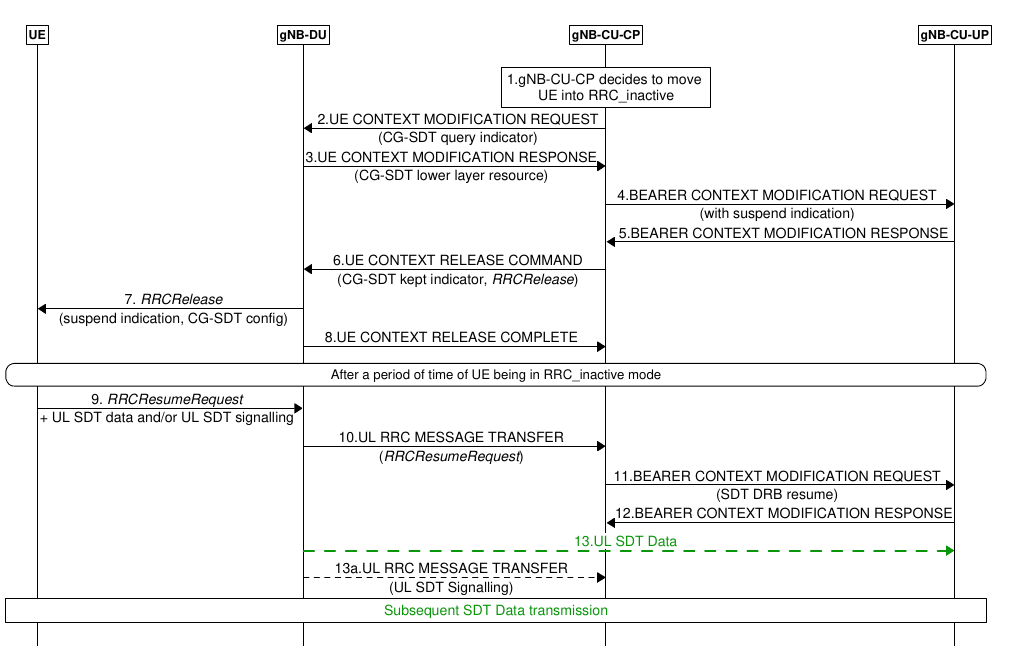 UE gNB-DU gNB-CU-CP gNB-CU-UP
1.gNB-CU-CP decides to move
UE into RRC_inactive
2.UE CONTEXT MODIFICATION REQUEST
(CG-SDT query indicator)
3.UE CONTEXT MODIFICATION RESPONSE
(CG-SDT lower layer resource)
4.BEARER CONTEXT MODIFICATION REQUEST
(with suspend indication)
5.BEARER CONTEXT MODIFICATION RESPONSE
6.UE CONTEXT RELEASE COMMAND
(CG-SDT kept indicator, RRCRelease)
7. RRCRelease
(suspend indication, CG-SDT config)
8.UE CONTEXT RELEASE COMPLETE
After a period of time of UE being in RRC_inactive mode
9. RRCResumeRequest
+ UL SDT data and/or UL SDT signalling
10.UL RRC MESSAGE TRANSFER
(RRCResumeRequest)
11.BEARER CONTEXT MODIFICATION REQUEST
(SDT DRB resume)
12.BEARER CONTEXT MODIFICATION RESPONSE
13.UL SDT Data
13a.UL RRC MESSAGE TRANSFER
(UL SDT Signalling)
Subsequent SDT Data transmission